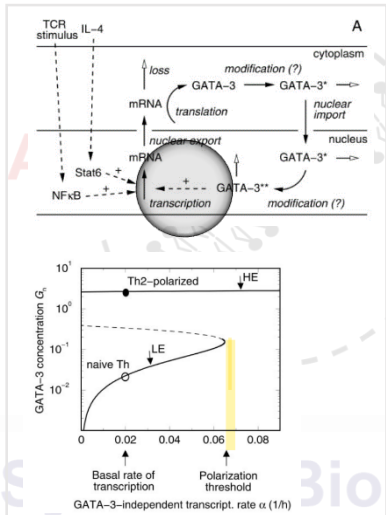 TCR IL-4
stimulus
A
cytoplasm
loss
modification (?)
GATA-3
GATA-3*
mRNA
translation
nuclear
import
nuclear export
nucleus
mRNA
GATA-3*
Stat6
+
NFκB
+
+
GATA-3**
transcription
modification (?)
GATA-3 concentration Gn
10¹
10⁰
10⁻¹
10⁻²
Th2-polarized
HE
naive Th
LE
0 0.02 0.04 0.06 0.08
Basal rate of
transcription
Polarization
threshold
GATA-3-independent transcript. rate α (1/h)
Bio